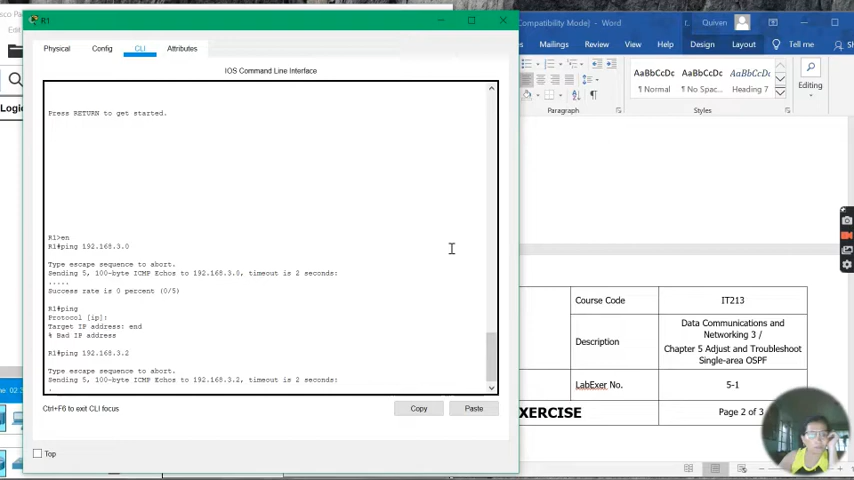 R1
Physical
Config
CLI
Attributes
IOS Command Line Interface
Press RETURN to get started.
R1>en
R1#ping 192.168.3.0
Type escape sequence to abort.
Sending 5, 100-byte ICMP Echos to 192.168.3.0, timeout is 2 seconds:
.....
Success rate is 0 percent (0/5)
R1#ping
Protocol [ip]:
Target IP address: end
% Bad IP address
R1#ping 192.168.3.2
Type escape sequence to abort.
Sending 5, 100-byte ICMP Echos to 192.168.3.2, timeout is 2 seconds:
.
Ctrl+F6 to exit CLI focus
Copy
Paste
Top
Compatibility Mode] - Word
Quiven
Mailings
Review
View
Help
Design
Layout
Tell me
AaBbCcDc
AaBbCcDc
AaBbCcDc
¶ Normal
¶ No Spac...
Heading 7
Editing
Paragraph
Styles
Course Code
IT213
Description
Data Communications and
Networking 3 /
Chapter 5 Adjust and Troubleshoot
Single-area OSPF
LabExer No.
5-1
EXERCISE
Page 2 of 3